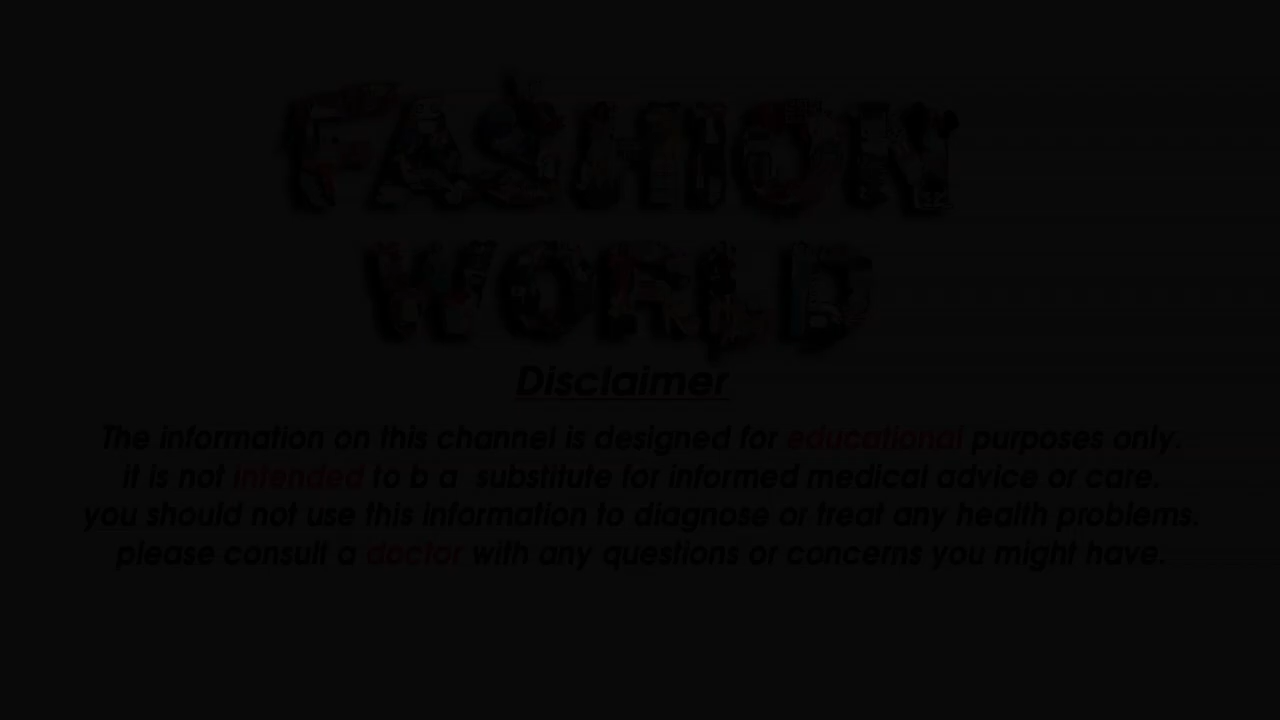 FASHION
WORLD
Disclaimer
The information on this channel is designed for educational purposes only.
it is not intended to b a substitute for informed medical advice or care.
you should not use this information to diagnose or treat any health problems.
please consult a doctor with any questions or concerns you might have.